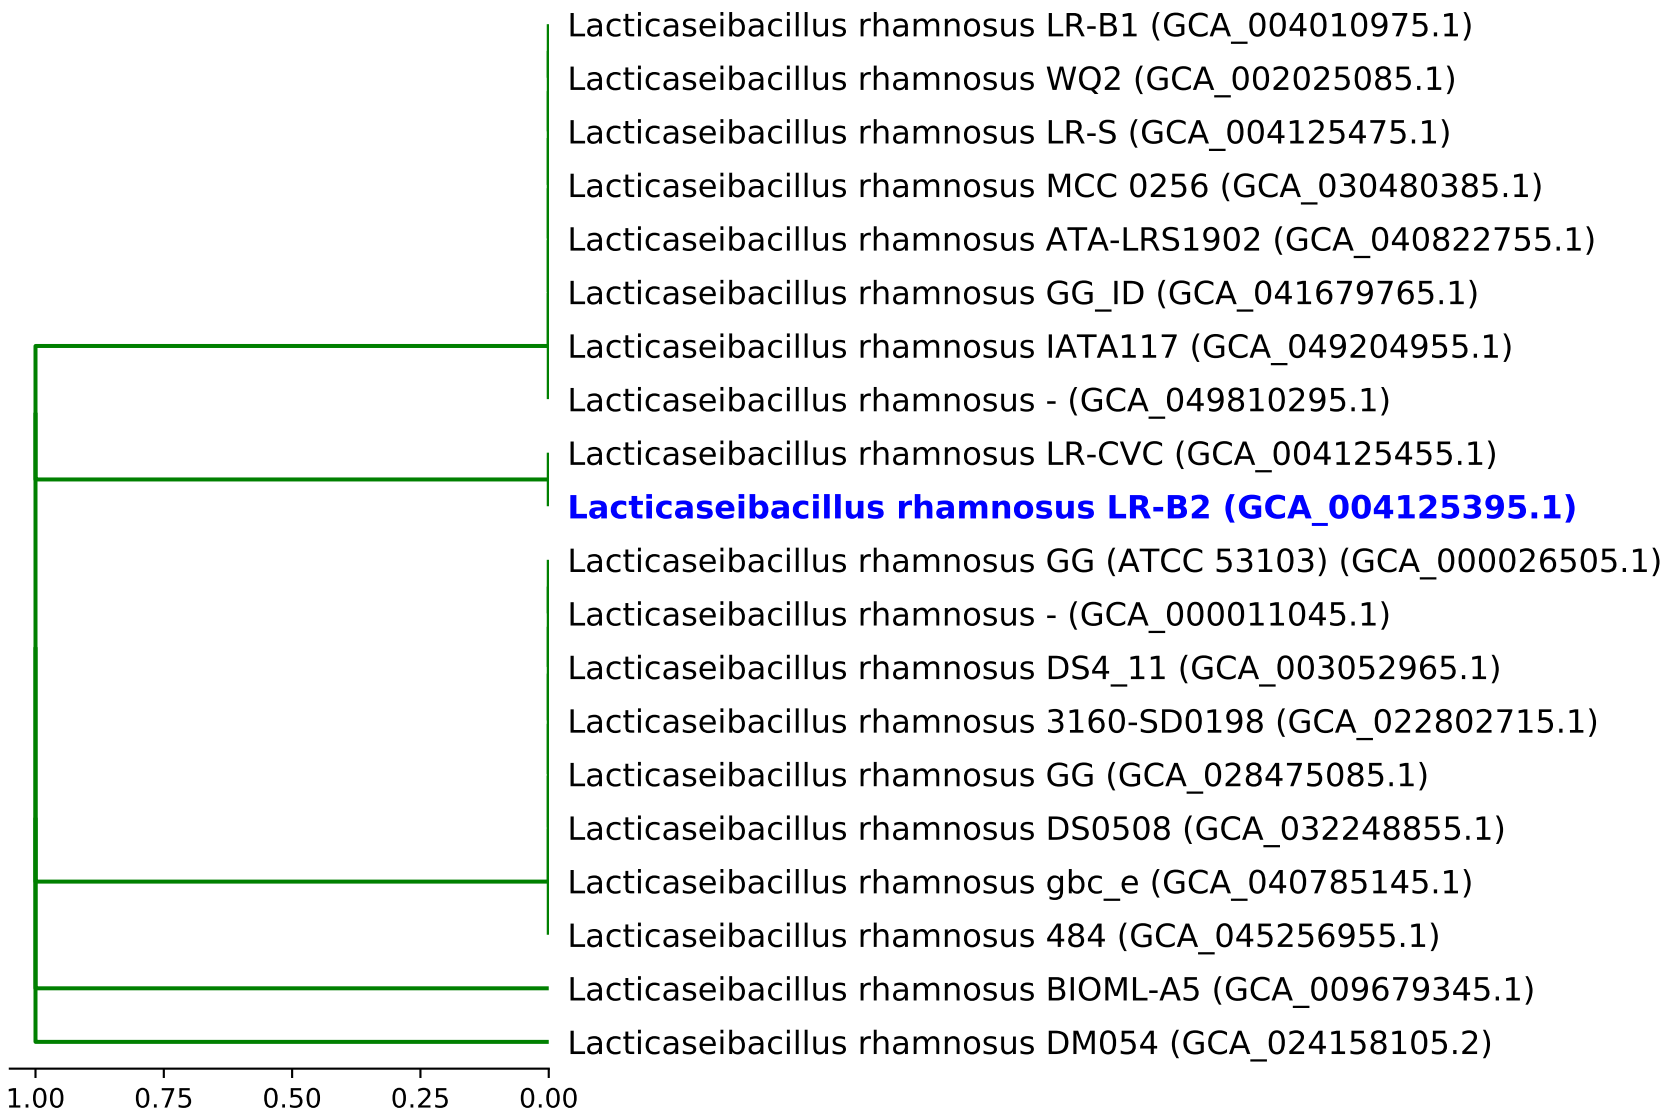 Lacticaseibacillus rhamnosus LR-B1 (GCA_004010975.1)
Lacticaseibacillus rhamnosus WQ2 (GCA_002025085.1)
Lacticaseibacillus rhamnosus LR-S (GCA_004125475.1)
Lacticaseibacillus rhamnosus MCC 0256 (GCA_030480385.1)
Lacticaseibacillus rhamnosus ATA-LRS1902 (GCA_040822755.1)
Lacticaseibacillus rhamnosus GG_ID (GCA_041679765.1)
Lacticaseibacillus rhamnosus IATA117 (GCA_049204955.1)
Lacticaseibacillus rhamnosus - (GCA_049810295.1)
Lacticaseibacillus rhamnosus LR-CVC (GCA_004125455.1)
Lacticaseibacillus rhamnosus LR-B2 (GCA_004125395.1)
Lacticaseibacillus rhamnosus GG (ATCC 53103) (GCA_000026505.1)
Lacticaseibacillus rhamnosus - (GCA_000011045.1)
Lacticaseibacillus rhamnosus DS4_11 (GCA_003052965.1)
Lacticaseibacillus rhamnosus 3160-SD0198 (GCA_022802715.1)
Lacticaseibacillus rhamnosus GG (GCA_028475085.1)
Lacticaseibacillus rhamnosus DS0508 (GCA_032248855.1)
Lacticaseibacillus rhamnosus gbc_e (GCA_040785145.1)
Lacticaseibacillus rhamnosus 484 (GCA_045256955.1)
Lacticaseibacillus rhamnosus BIOML-A5 (GCA_009679345.1)
Lacticaseibacillus rhamnosus DM054 (GCA_024158105.2)
1.00 0.75 0.50 0.25 0.00